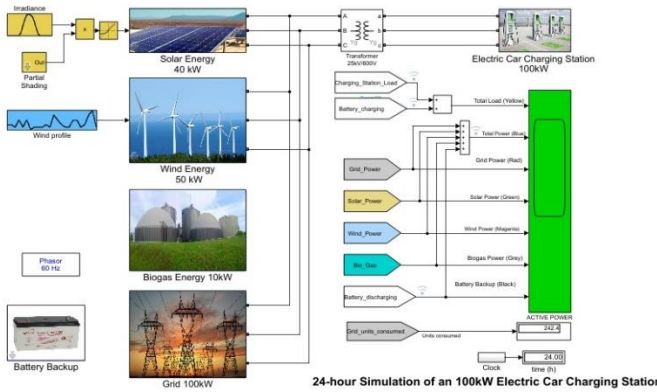 Irradiance
x
Out
Partial
Shading
Solar Energy
40 kW
Wind profile
Wind Energy
50 kW
Biogas Energy 10kW
Phasor
60 Hz
Battery Backup
Grid 100kW
A
B
C
a
b
c
Transformer
25kV/600V
Electric Car Charging Station
100kW
Charging_Station_Load
Battery_charging
Total Load (Yellow)
Total Power (Blue)
Grid Power (Red)
Grid_Power
Solar Power (Green)
Solar_Power
Wind Power (Magenta)
Wind_Power
Biogas Power (Grey)
Bio_Gas
Battery Backup (Black)
Battery_discharging
ACTIVE POWER
Grid_units_consumed
Units consumed
242.4
Clock
24.00
time (h)
24-hour Simulation of an 100kW Electric Car Charging Station